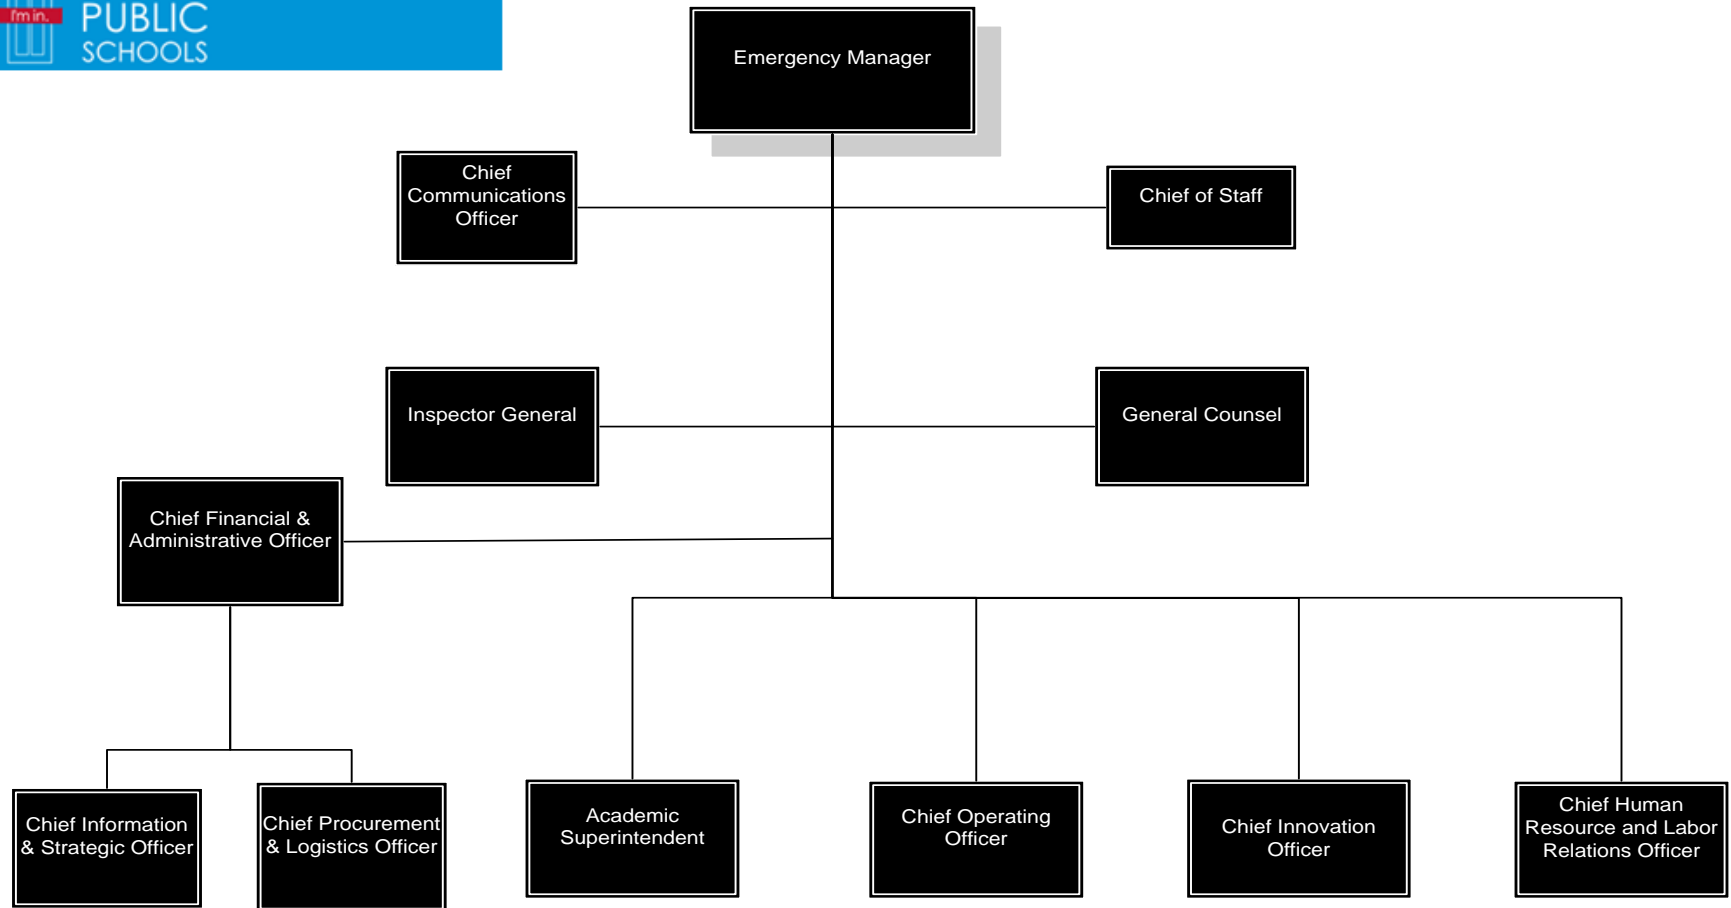 I'm in.
PUBLIC
SCHOOLS
Emergency Manager
Chief
Communications
Officer
Chief of Staff
Inspector General
General Counsel
Chief Financial &
Administrative Officer
Chief Information
& Strategic Officer
Chief Procurement
& Logistics Officer
Academic
Superintendent
Chief Operating
Officer
Chief Innovation
Officer
Chief Human
Resource and Labor
Relations Officer